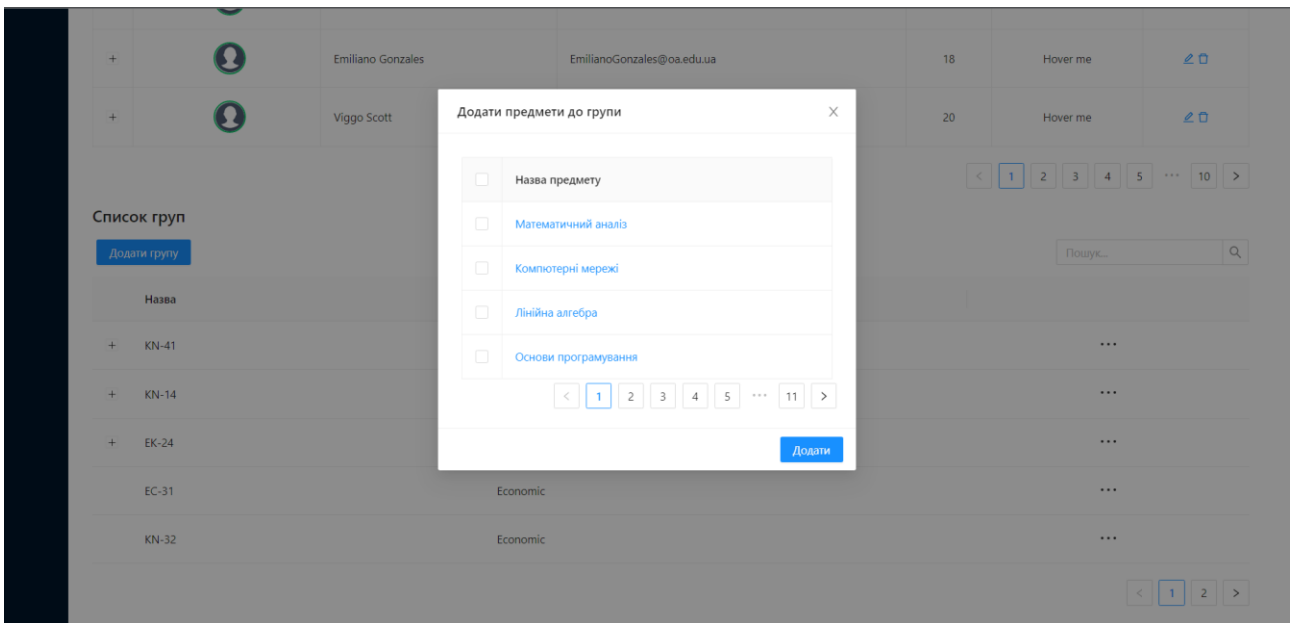 + Emiliano Gonzales EmilianoGonzales@oa.edu.ua 18 Hover me
+ Viggo Scott 20 Hover me
< 1 2 3 4 5 ••• 10 >
Додати предмети до групи
Назва предмету
Математичний аналіз
Компютерні мережі
Лінійна алгебра
Основи програмування
< 1 2 3 4 5 ••• 11 >
Додати
Список груп
Додати групу Пошук...
Назва
+ KN-41 •••
+ KN-14 •••
+ EK-24 •••
EC-31 Economic •••
KN-32 Economic •••
< 1 2 >